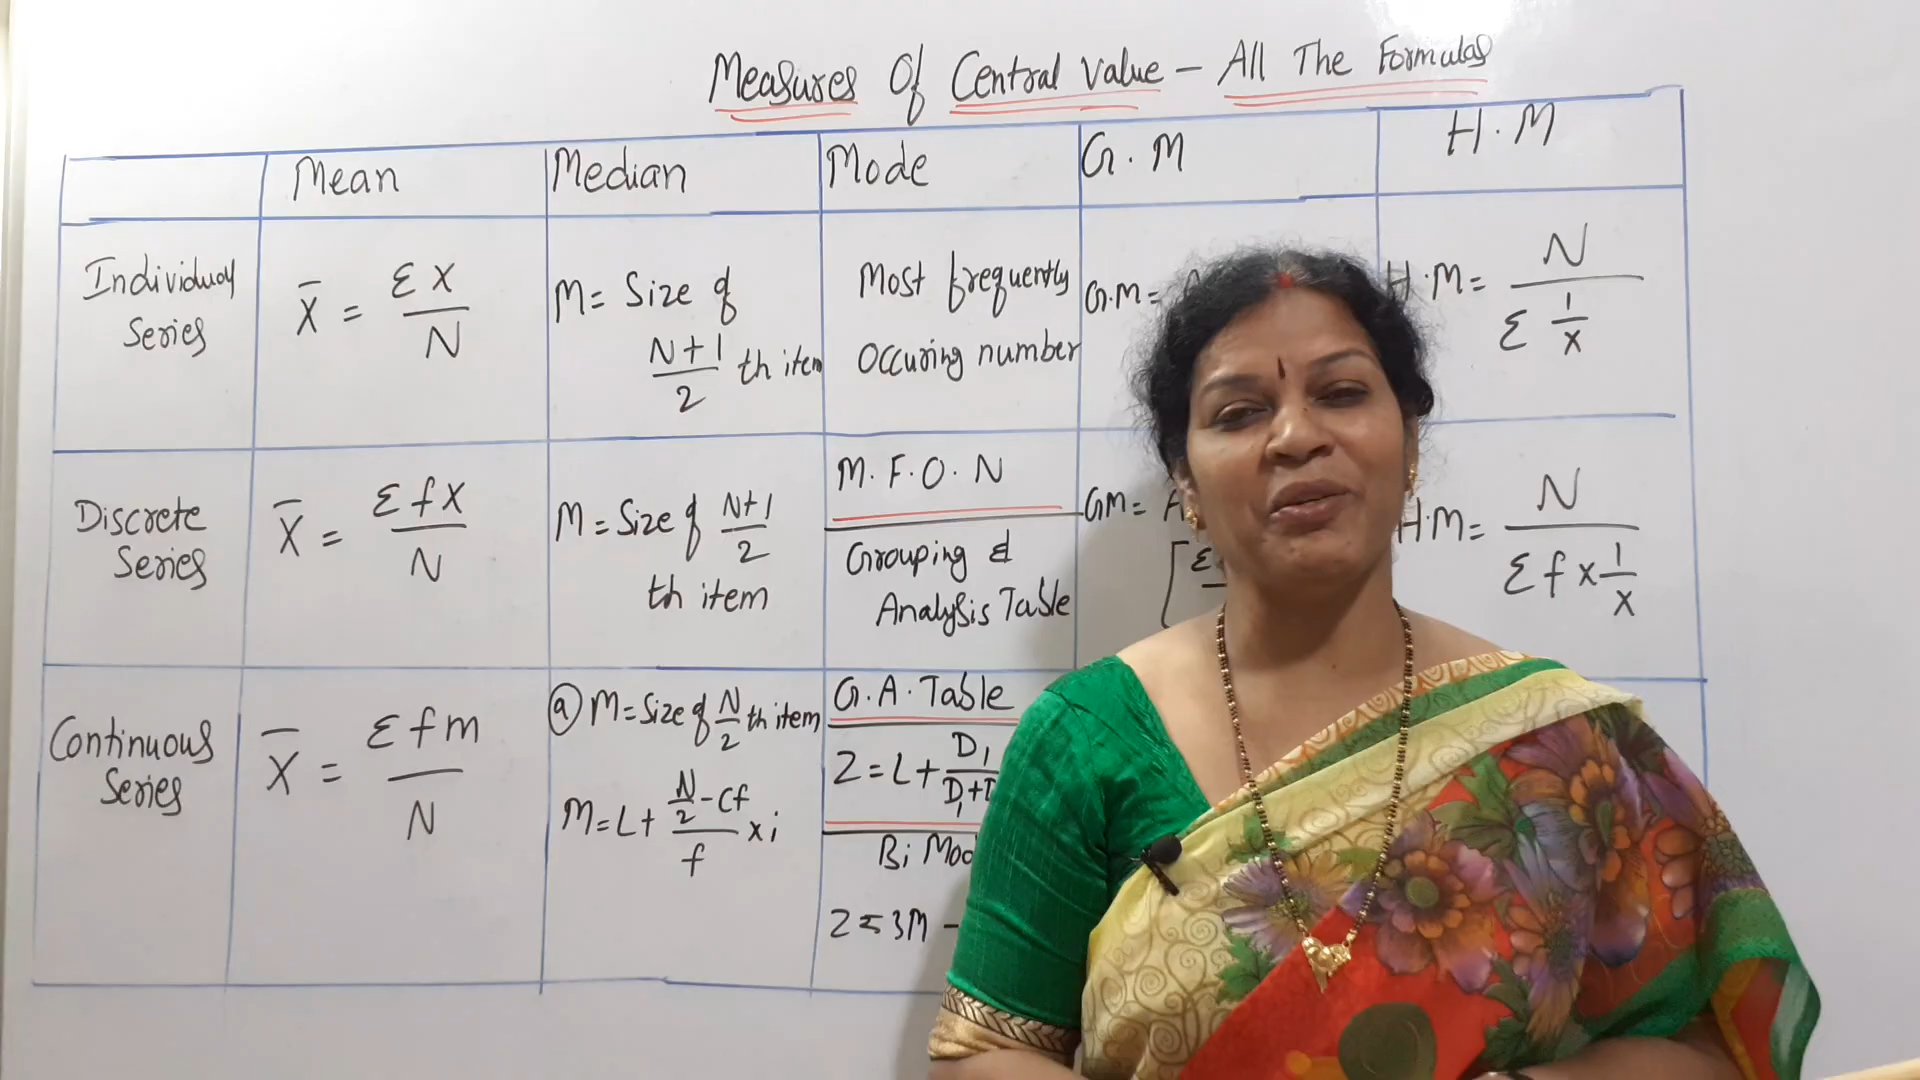 Measures Of Central Value - All The Formulas
Mean Median Mode G.M H.M
Individual
Series
X̄ = ΣX / N
M = Size of
N+1 / 2 th item
Most frequently
Occuring number
G.M =
H.M = N / Σ 1/x
Discrete
Series
X̄ = Σfx / N
M = Size of N+1 / 2
th item
M.F.O.N
Grouping &
Analysis Table
GM = A
[Σ
H.M = N / Σf x 1/x
Continuous
Series
X̄ = Σfm / N
(a) M = Size of N/2 th item
M = L + N/2 - Cf / f x i
G.A. Table
Z = L + D1 / D1 +
Bi
Z = 3M -